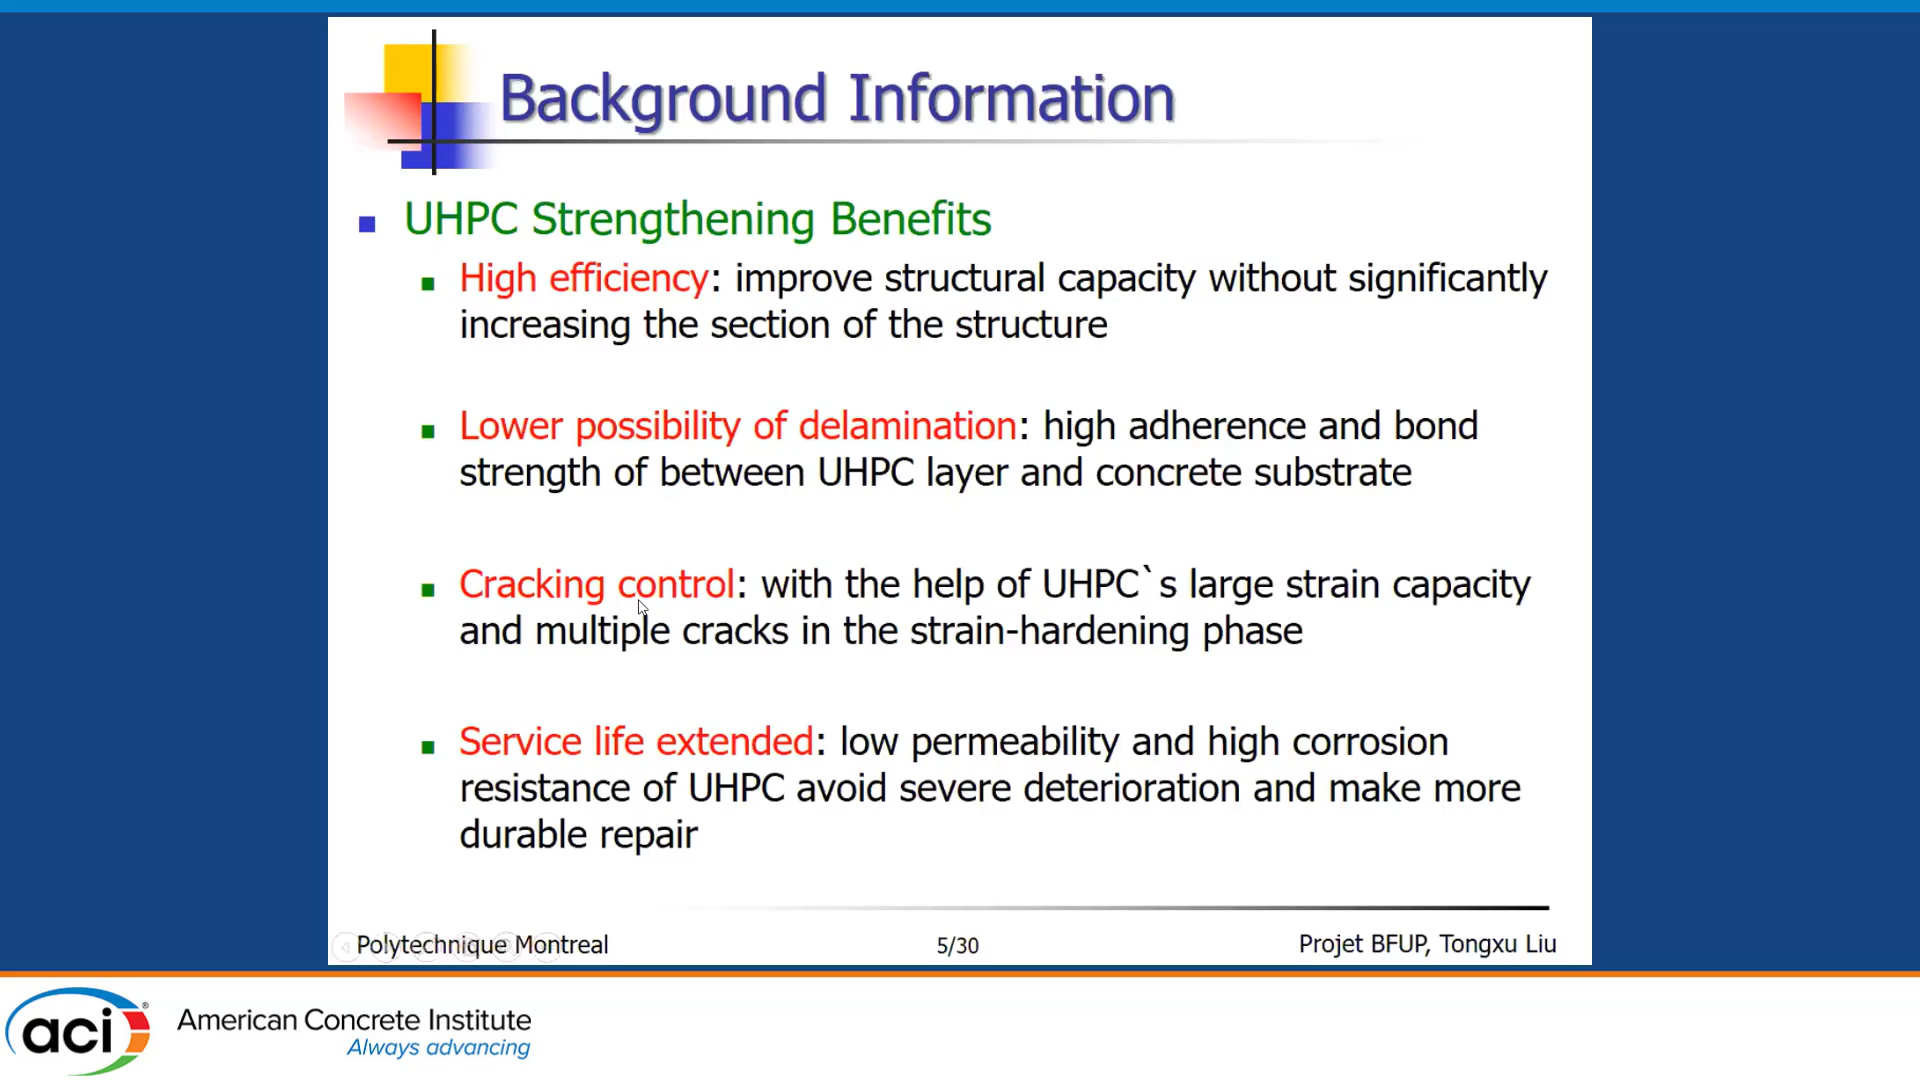 Background Information
UHPC Strengthening Benefits
High efficiency: improve structural capacity without significantly
increasing the section of the structure
Lower possibility of delamination: high adherence and bond
strength of between UHPC layer and concrete substrate
Cracking control: with the help of UHPC`s large strain capacity
and multiple cracks in the strain-hardening phase
Service life extended: low permeability and high corrosion
resistance of UHPC avoid severe deterioration and make more
durable repair
Polytechnique Montreal
5/30
Projet BFUP, Tongxu Liu
aci®
American Concrete Institute
Always advancing